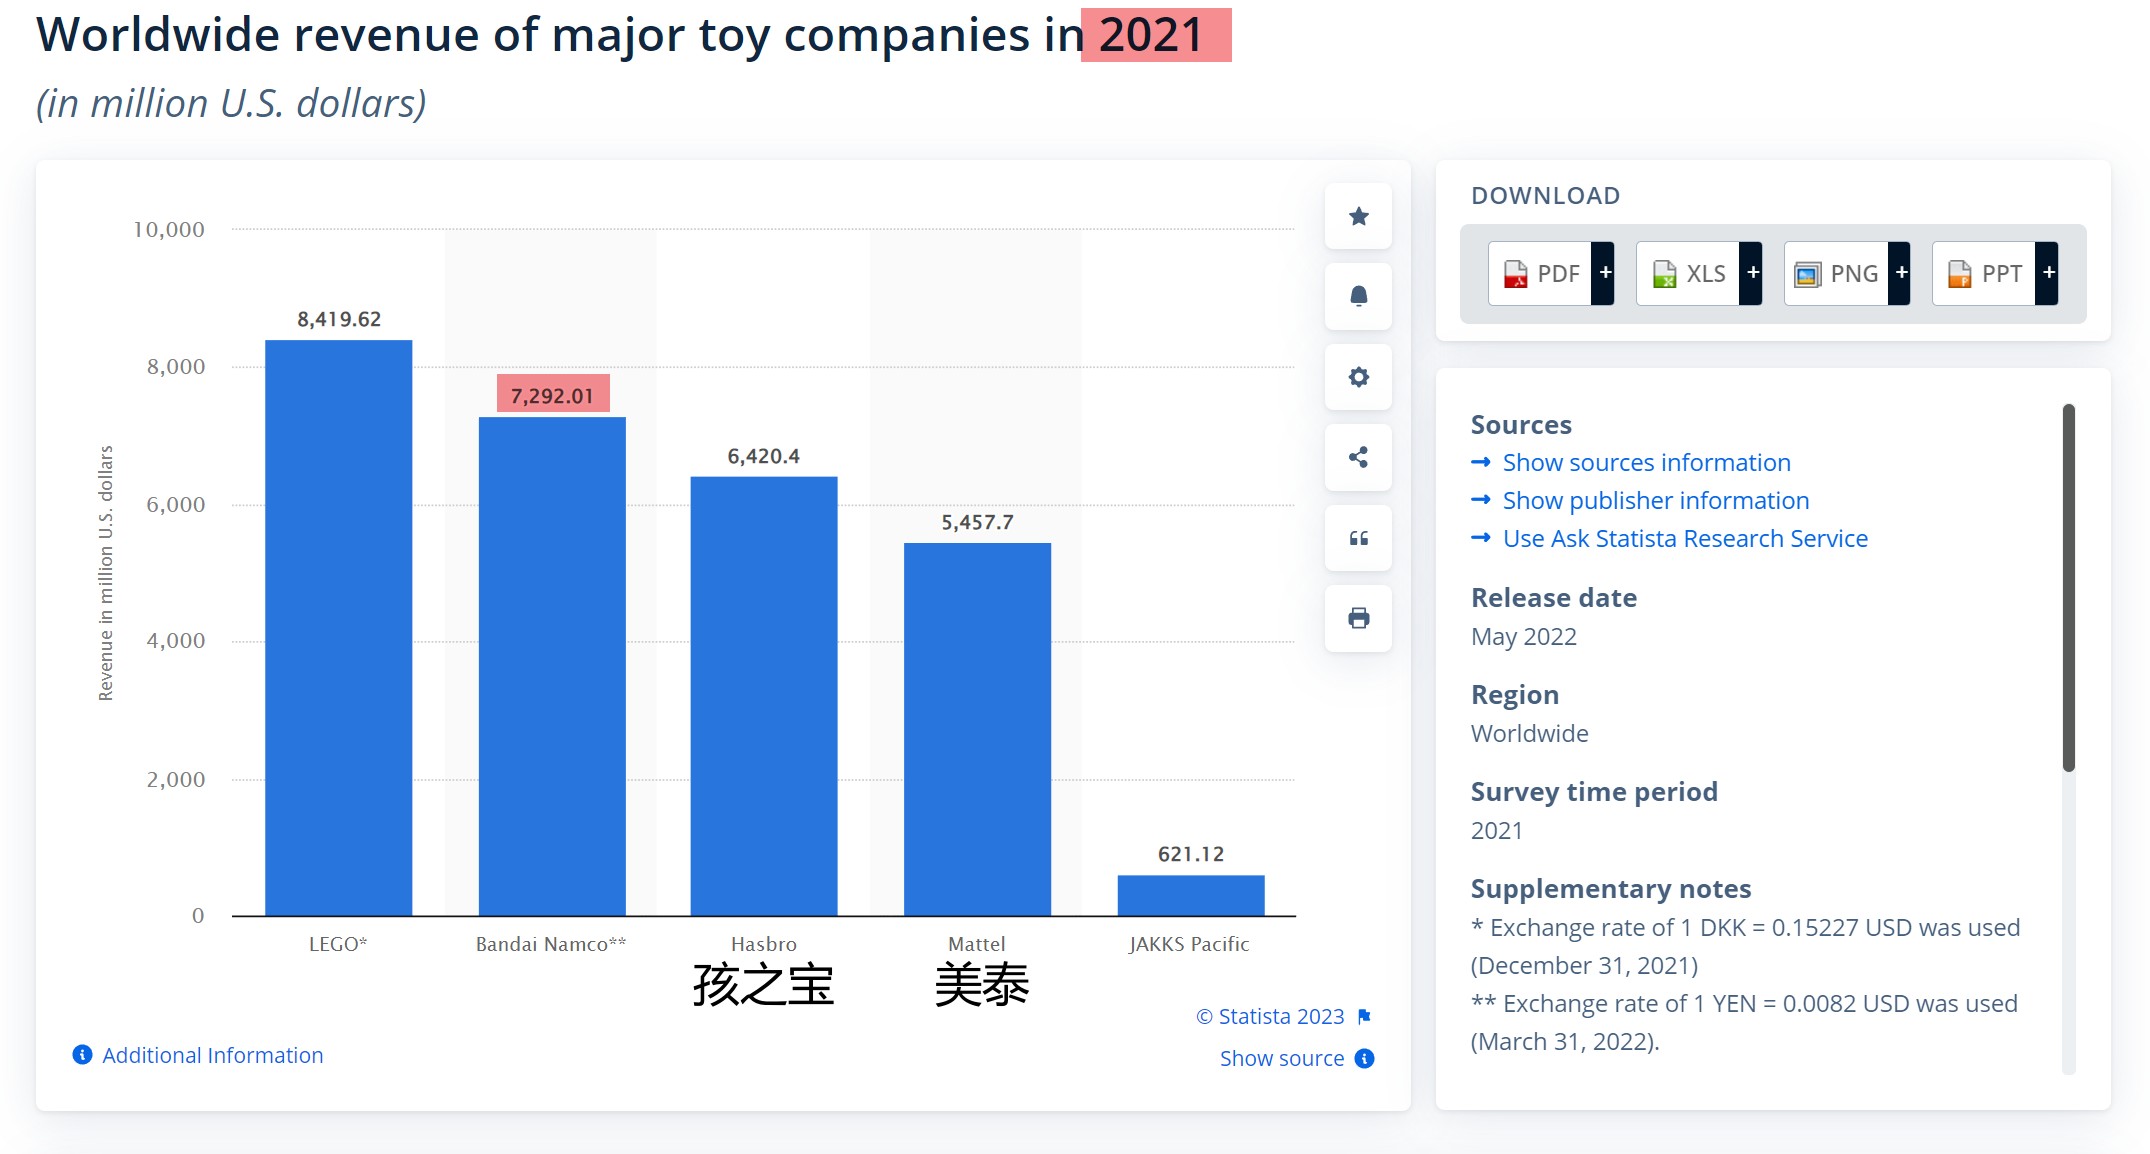 Worldwide revenue of major toy companies in 2021
(in million U.S. dollars)
10,000
8,000
6,000
4,000
2,000
0
Revenue in million U.S. dollars
8,419.62
7,292.01
6,420.4
5,457.7
621.12
LEGO*
Bandai Namco**
Hasbro
Mattel
JAKKS Pacific
孩之宝
美泰
© Statista 2023
Additional Information
Show source
DOWNLOAD
PDF +
XLS +
PNG +
PPT +
Sources
→ Show sources information
→ Show publisher information
→ Use Ask Statista Research Service
Release date
May 2022
Region
Worldwide
Survey time period
2021
Supplementary notes
* Exchange rate of 1 DKK = 0.15227 USD was used
(December 31, 2021)
** Exchange rate of 1 YEN = 0.0082 USD was used
(March 31, 2022).